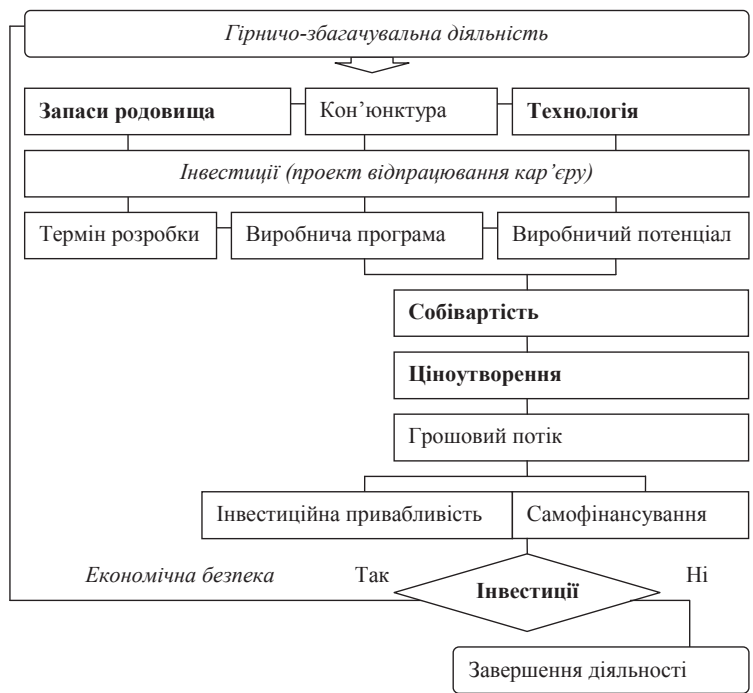 Гірничо-збагачувальна діяльність
Запаси родовища
Кон’юнктура
Технологія
Інвестиції (проект відпрацювання кар’єру)
Термін розробки
Виробнича програма
Виробничий потенціал
Собівартість
Ціноутворення
Грошовий потік
Інвестиційна привабливість
Самофінансування
Економічна безпека
Так
Інвестиції
Ні
Завершення діяльності